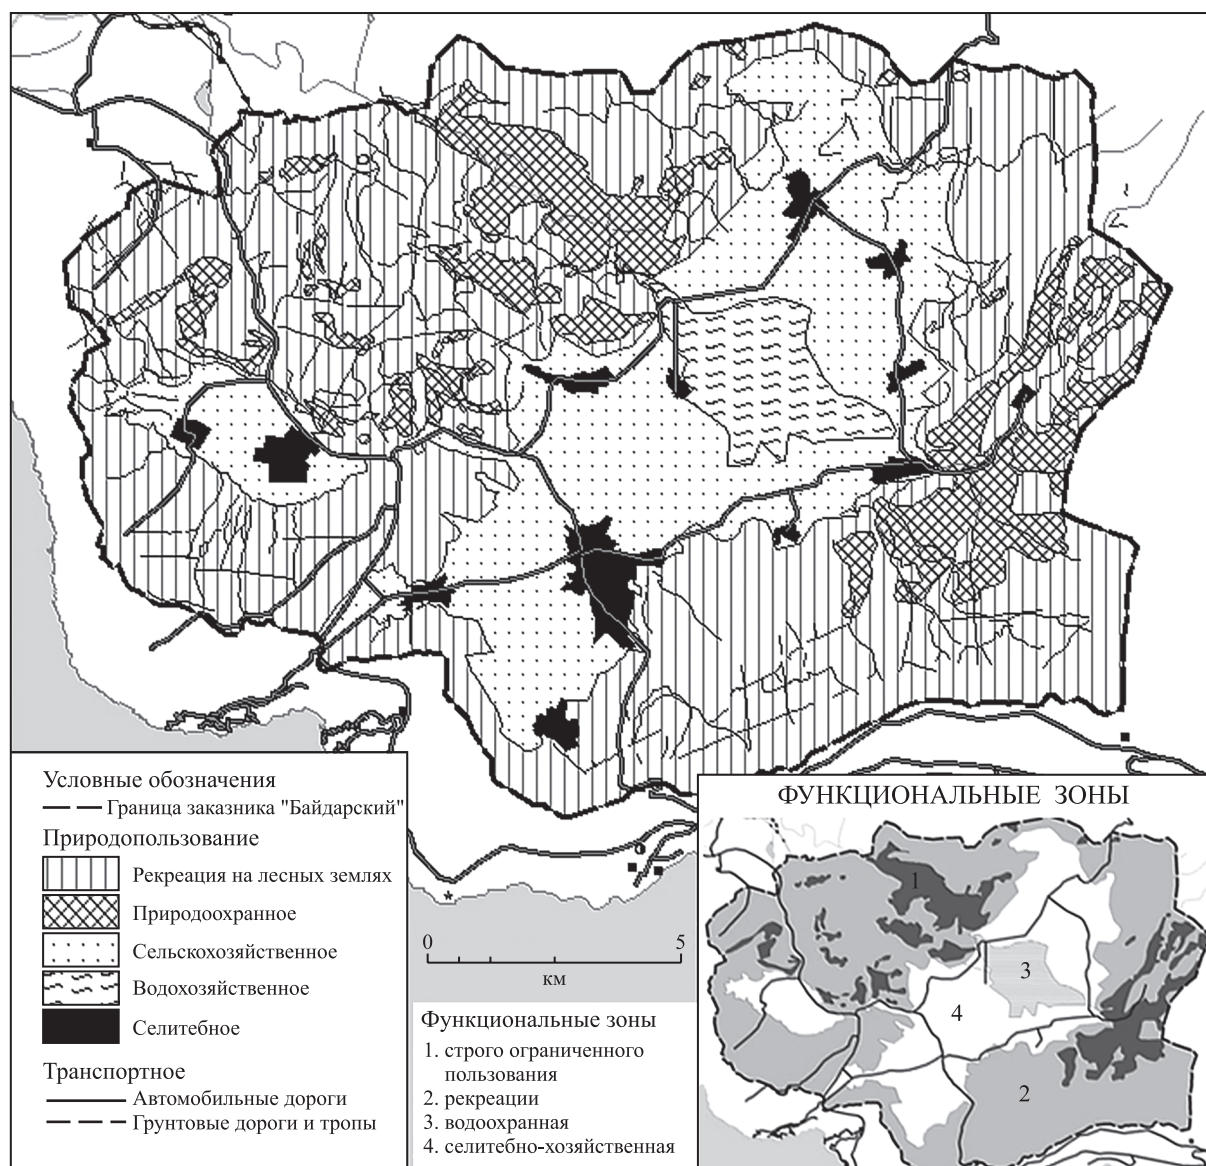 Условные обозначения
Граница заказника "Байдарский"
Природопользование
Рекреация на лесных землях
Природоохранное
Сельскохозяйственное
Водохозяйственное
Селитебное
Транспортное
Автомобильные дороги
Грунтовые дороги и тропы
0 5
км
Функциональные зоны
1. строго ограниченного
пользования
2. рекреации
3. водоохранная
4. селитебно-хозяйственная
ФУНКЦИОНАЛЬНЫЕ ЗОНЫ
1
3
4
2